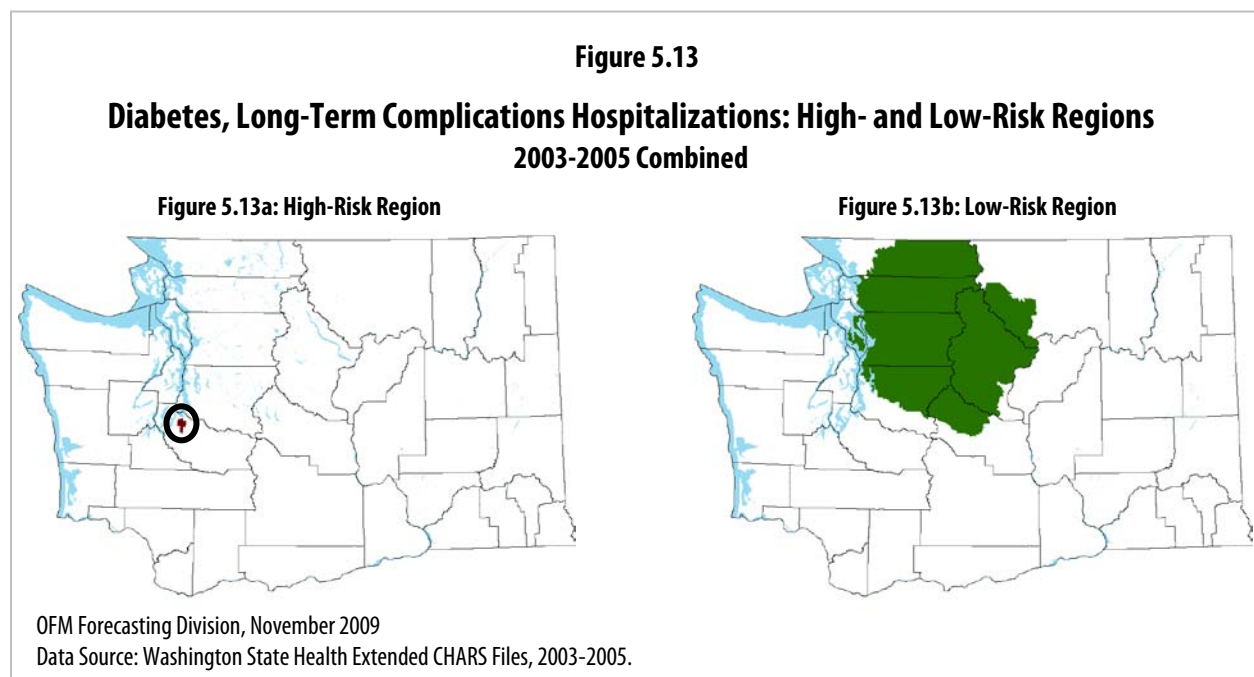 Figure 5.13
Diabetes, Long-Term Complications Hospitalizations: High- and Low-Risk Regions
2003-2005 Combined
Figure 5.13a: High-Risk Region
Figure 5.13b: Low-Risk Region
OFM Forecasting Division, November 2009
Data Source: Washington State Health Extended CHARS Files, 2003-2005.